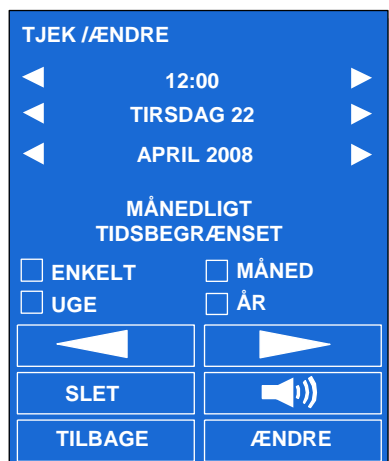 TJEK /ÆNDRE
12:00
TIRSDAG 22
APRIL 2008
MÅNEDLIGT
TIDSBEGRÆNSET
ENKELT MÅNED
UGE ÅR
SLET
TILBAGE ÆNDRE